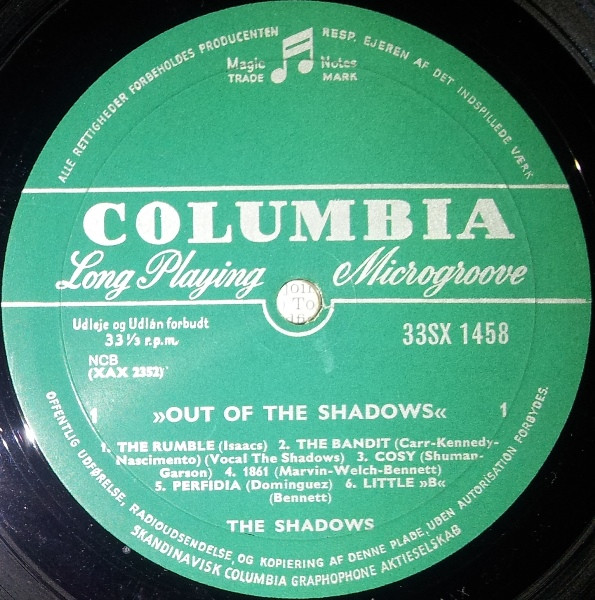 ALLE RETTIGHEDER FORBEHOLDES PRODUCENTEN RESP. EJEREN AF DET INDSPILLEDE VÆRK
Magic Notes
TRADE MARK
COLUMBIA
Long Playing Microgroove
To
Udleje og Udlån forbudt
33 1/3 r.p.m.
33SX 1458
NCB
(XAX 2352)
1 »OUT OF THE SHADOWS« 1
1. THE RUMBLE (Isaacs) 2. THE BANDIT (Carr-Kennedy-
Nascimento) (Vocal The Shadows) 3. COSY (Shuman-
Garson) 4. 1861 (Marvin-Welch-Bennett)
5. PERFIDIA (Dominguez) 6. LITTLE »B«
(Bennett)
THE SHADOWS
OFFENTLIG UDFØRELSE, RADIOUDSENDELSE, OG KOPIERING AF DENNE PLADE, UDEN AUTORISATION FORBYDES.
SKANDINAVISK COLUMBIA GRAPHOPHONE AKTIESELSKAB